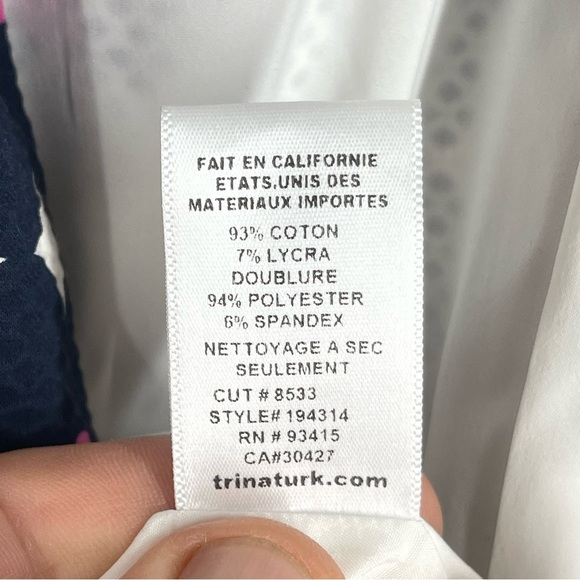 FAIT EN CALIFORNIE
ETATS.UNIS DES
MATERIAUX IMPORTES
93% COTON
7% LYCRA
DOUBLURE
94% POLYESTER
6% SPANDEX
NETTOYAGE A SEC
SEULEMENT
CUT # 8533
STYLE# 194314
RN # 93415
CA#30427
trinaturk.com